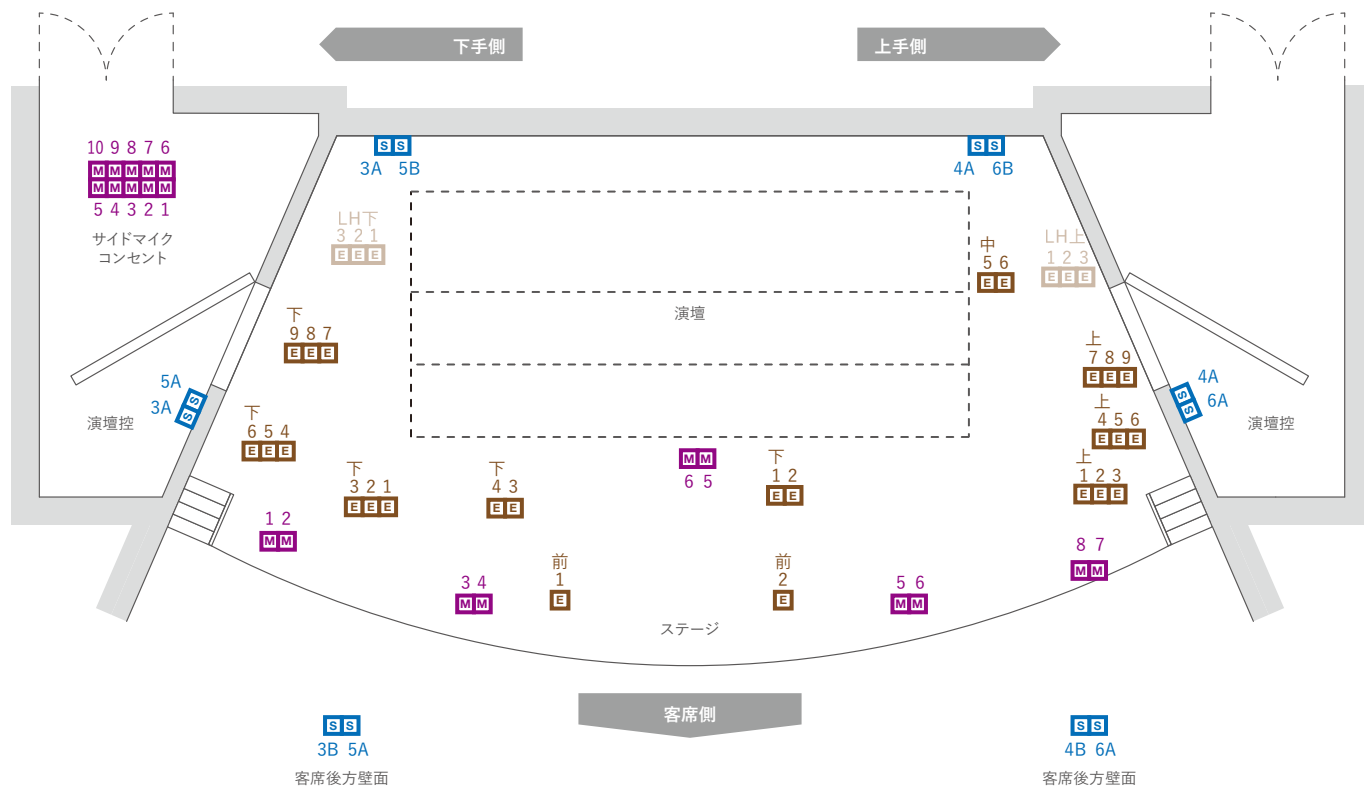 下手側
上手側
10 9 8 7 6
M M M M M
M M M M M
5 4 3 2 1
サイドマイク
コンセント
S S
3A 5B
S S
4A 6B
LH下
3 2 1
E E E
中
5 6
E E
LH上
1 2 3
E E E
演壇
下
9 8 7
E E E
上
7 8 9
E E E
5A
3A
S S
演壇控
4A
6A
S S
演壇控
下
6 5 4
E E E
上
4 5 6
E E E
M M
6 5
下
3 2 1
E E E
下
4 3
E E
下
1 2
E E
上
1 2 3
E E E
1 2
M M
8 7
M M
3 4
M M
前
1
E
前
2
E
5 6
M M
ステージ
客席側
S S
3B 5A
客席後方壁面
S S
4B 6A
客席後方壁面